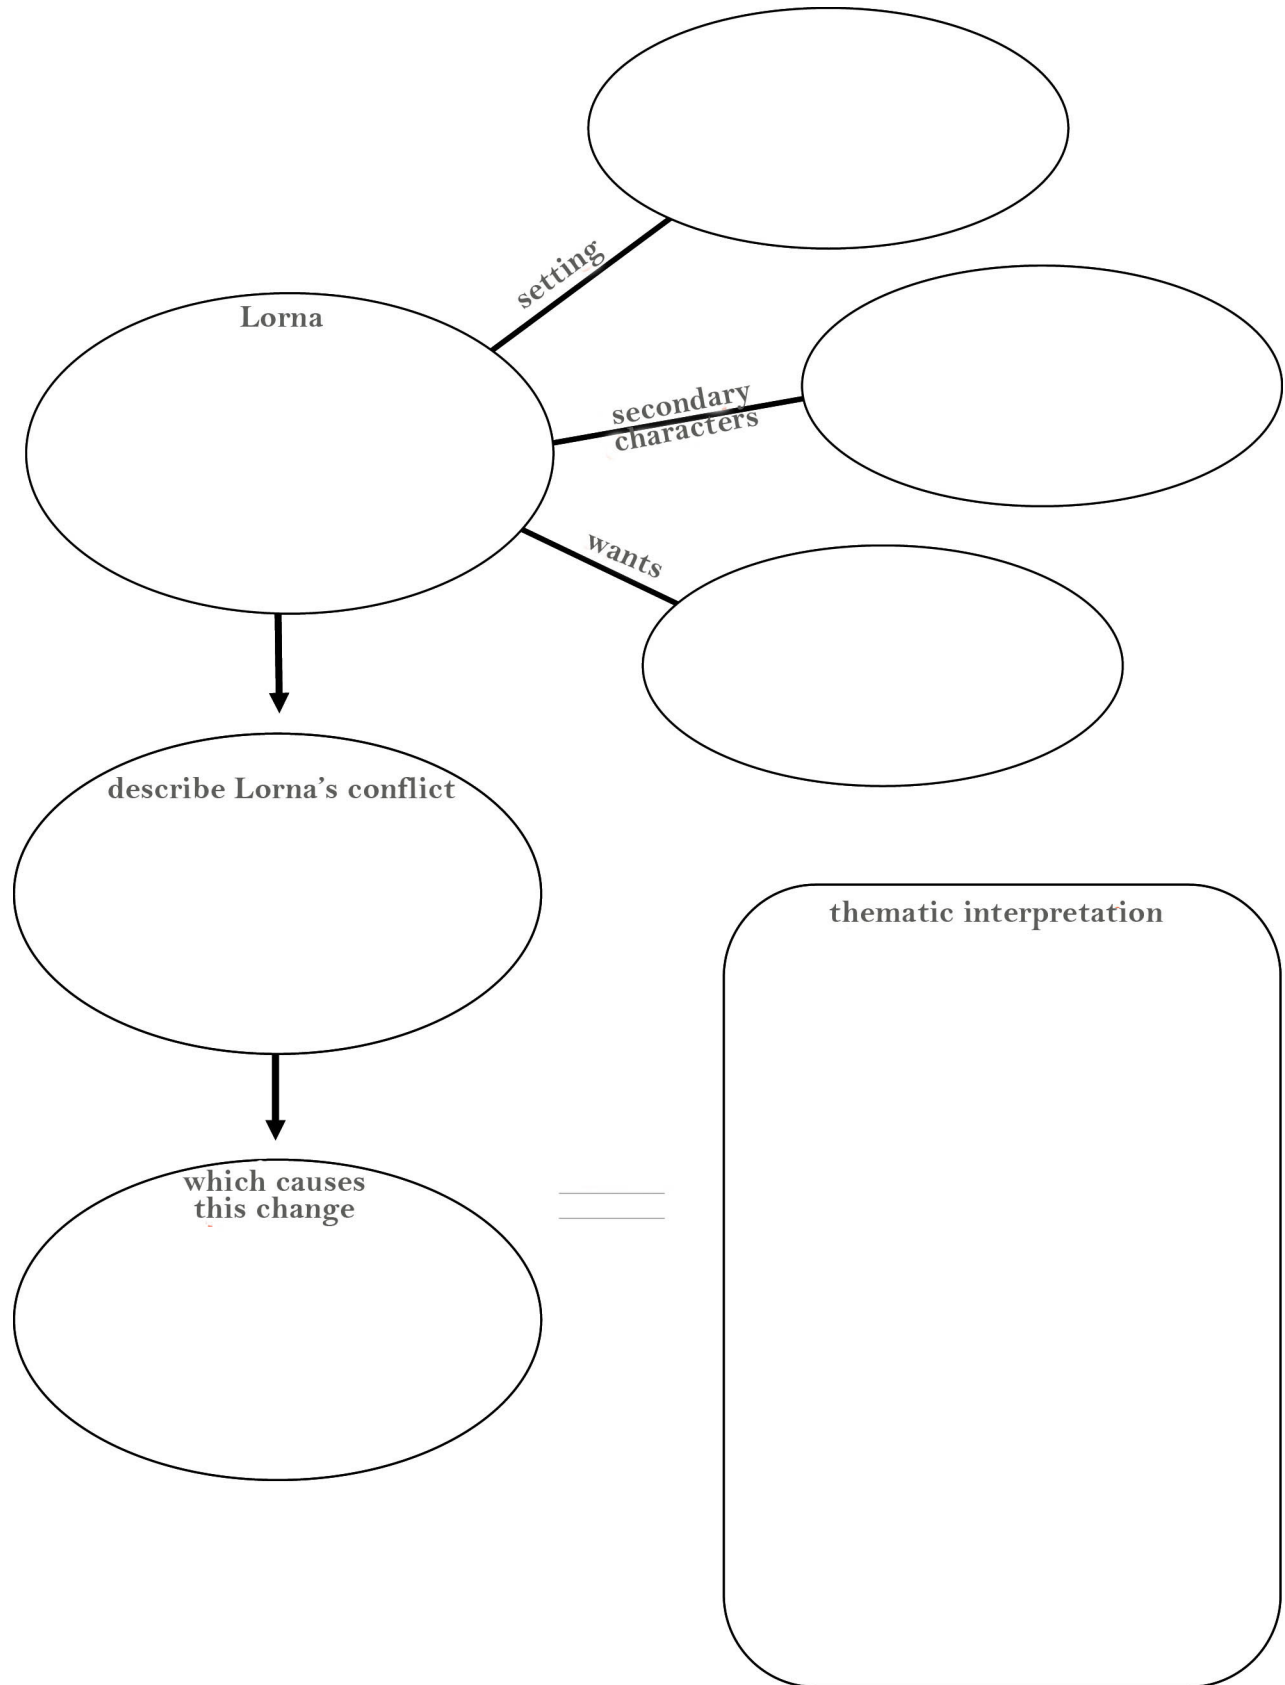 setting
Lorna
secondary
characters
wants
describe Lorna’s conflict
thematic interpretation
which causes
this change